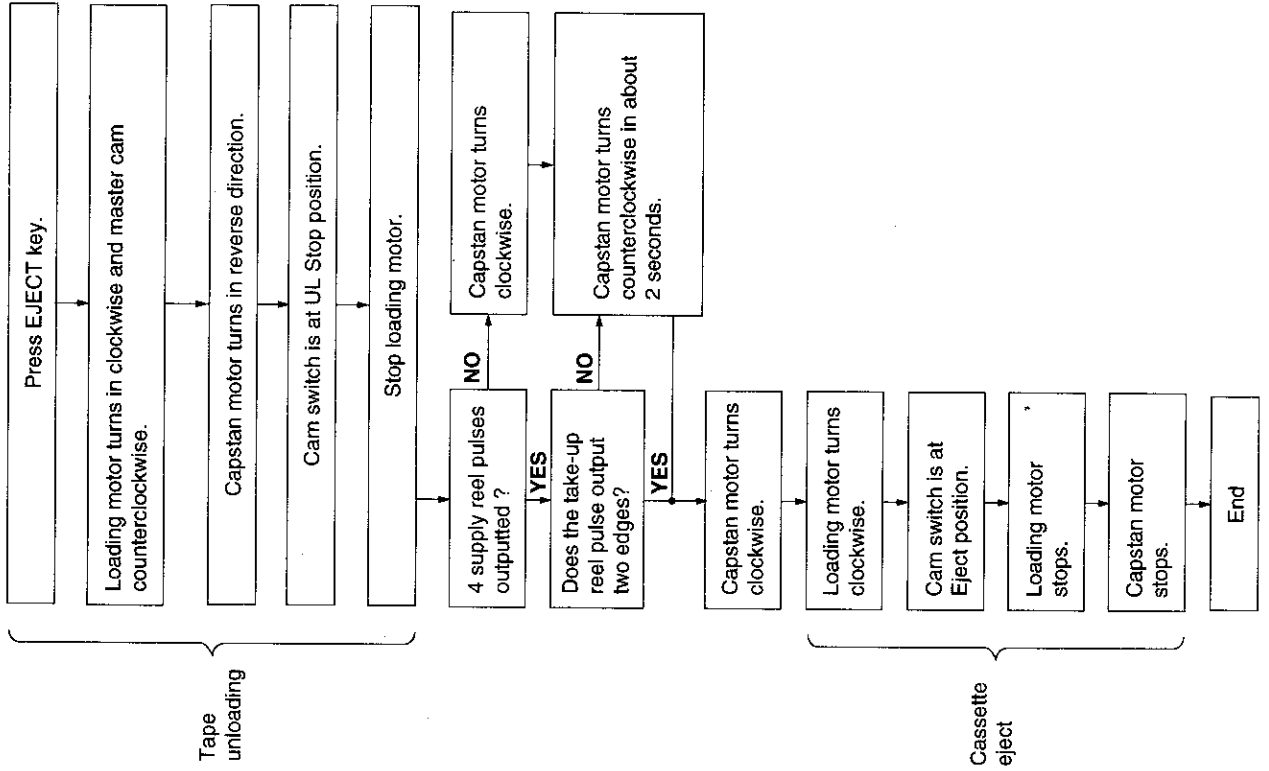 Press EJECT key.
Loading motor turns in clockwise and master cam
counterclockwise.
Capstan motor turns in reverse direction.
Cam switch is at UL Stop position.
Stop loading motor.
Tape
unloading
4 supply reel pulses
outputted ?
NO
Capstan motor turns
clockwise.
YES
Does the take-up
reel pulse output
two edges?
NO
Capstan motor turns
counterclockwise in about
2 seconds.
YES
Capstan motor turns
clockwise.
Loading motor turns
clockwise.
Cam switch is at
Eject position.
Loading motor
stops.
Capstan motor
stops.
Cassette
eject
End